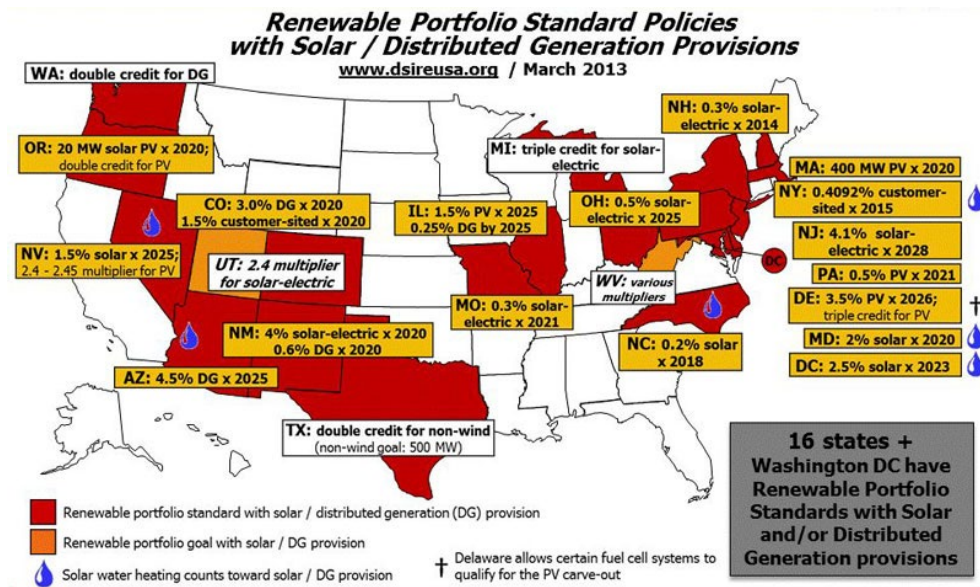 Renewable Portfolio Standard Policies
with Solar / Distributed Generation Provisions
www.dsireusa.org / March 2013
WA: double credit for DG
NH: 0.3% solar-
electric x 2014
OR: 20 MW solar PV x 2020;
double credit for PV
MI: triple credit for solar-
electric
MA: 400 MW PV x 2020
NY: 0.4092% customer-
sited x 2015
CO: 3.0% DG x 2020
1.5% customer-sited x 2020
IL: 1.5% PV x 2025
0.25% DG by 2025
OH: 0.5% solar-
electric x 2025
NJ: 4.1% solar-
electric x 2028
NV: 1.5% solar x 2025;
2.4 - 2.45 multiplier for PV
UT: 2.4 multiplier
for solar-electric
DC
PA: 0.5% PV x 2021
WV: various
multipliers
DE: 3.5% PV x 2026;
triple credit for PV
†
MO: 0.3% solar-
electric x 2021
NM: 4% solar-electric x 2020
0.6% DG x 2020
MD: 2% solar x 2020
NC: 0.2% solar
x 2018
DC: 2.5% solar x 2023
AZ: 4.5% DG x 2025
TX: double credit for non-wind
(non-wind goal: 500 MW)
16 states +
Washington DC have
Renewable Portfolio
Standards with Solar
and/or Distributed
Generation provisions
Renewable portfolio standard with solar / distributed generation (DG) provision
Renewable portfolio goal with solar / DG provision
Solar water heating counts toward solar / DG provision
† Delaware allows certain fuel cell systems to
qualify for the PV carve-out